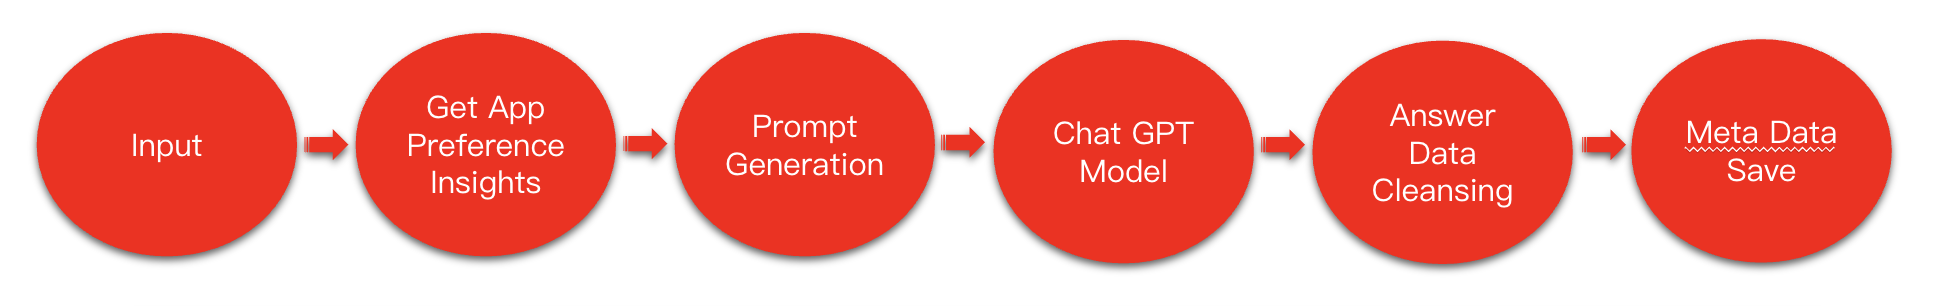 Input
Get App
Preference
Insights
Prompt
Generation
Chat GPT
Model
Answer
Data
Cleansing
Meta Data
Save